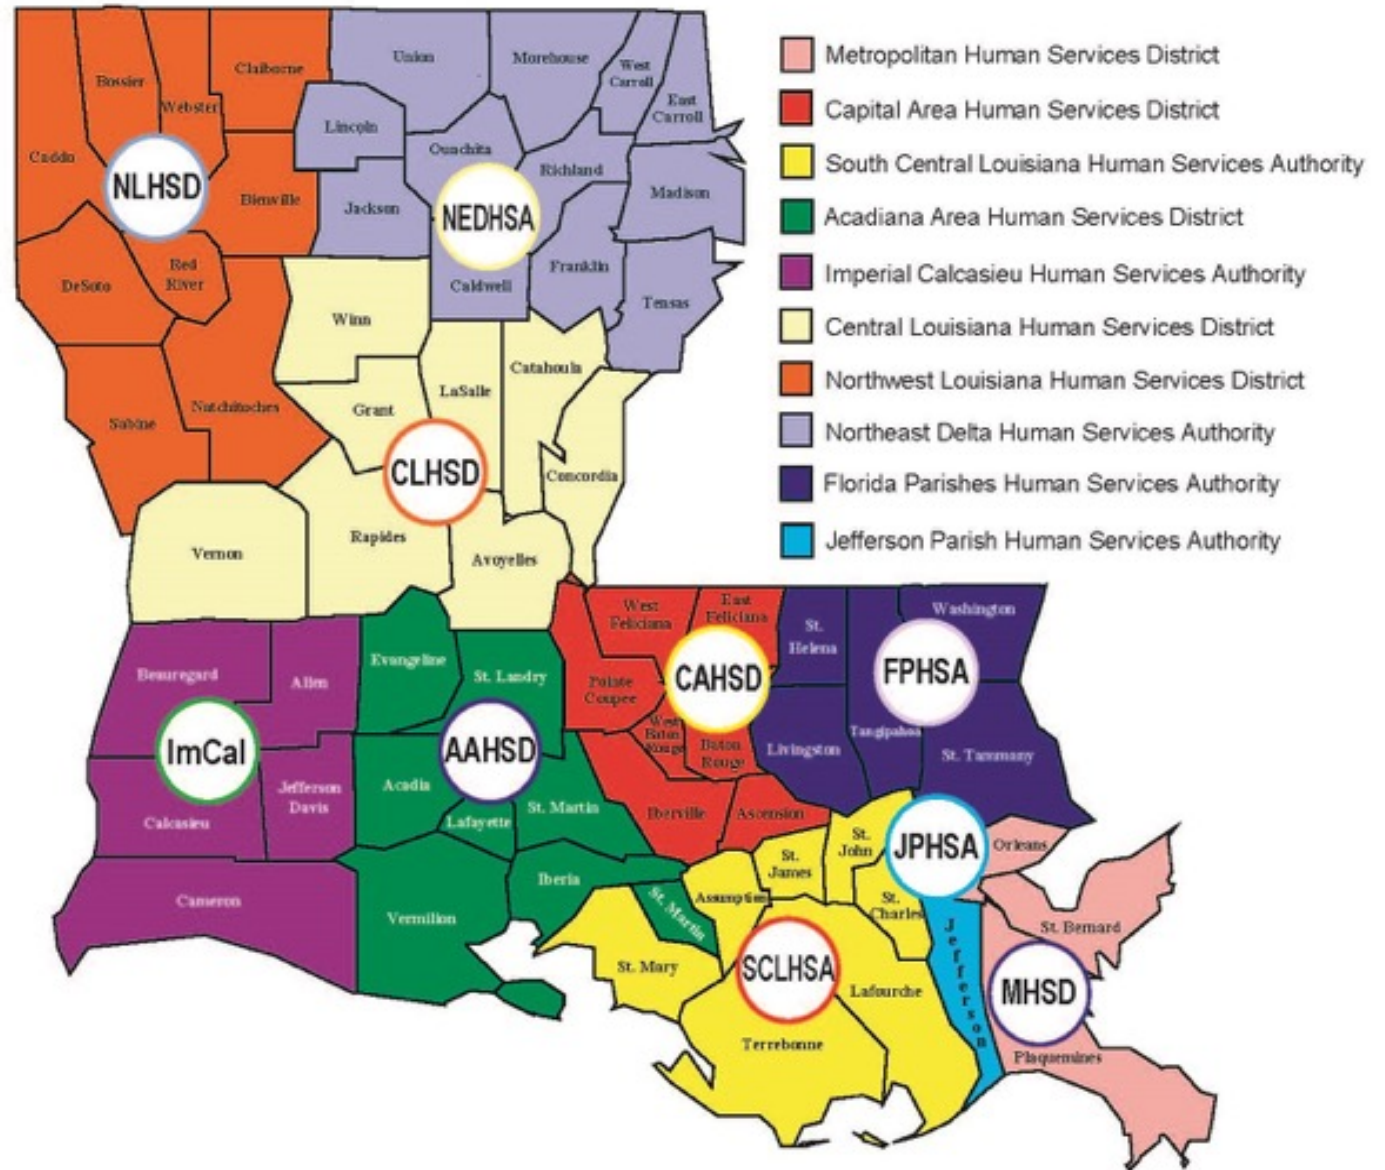 Metropolitan Human Services District
Capital Area Human Services District
South Central Louisiana Human Services Authority
Acadiana Area Human Services District
Imperial Calcasieu Human Services Authority
Central Louisiana Human Services District
Northwest Louisiana Human Services District
Northeast Delta Human Services Authority
Florida Parishes Human Services Authority
Jefferson Parish Human Services Authority
Caddo
Bossier
Webster
Claiborne
NLHSD
Bienville
DeSoto
Red
River
Sabine
Natchitoches
Union
Morehouse
West
Carroll
East
Carroll
Lincoln
Ouachita
Richland
Madison
Jackson
NEDHSA
Caldwell
Franklin
Tensas
Winn
Grant
LaSalle
Catahoula
CLHSD
Concordia
Vernon
Rapides
Avoyelles
Beauregard
Allen
ImCal
Calcasieu
Jefferson
Davis
Cameron
Evangeline
St. Landry
AAHSD
Acadia
Lafayette
St. Martin
Vermilion
Iberia
St. Martin
West
Feliciana
East
Feliciana
Pointe
Coupee
CAHSD
West
Baton
Rouge
Baton
Rouge
Iberville
Ascension
St.
Helena
Washington
FPHSA
Livingston
Tangipahoa
St. Tammany
St.
John
St.
James
Assumption
St.
Charles
St. Mary
SCLHSA
Lafourche
Terrebonne
JPHSA
Jefferson
Orleans
St. Bernard
MHSD
Plaquemines